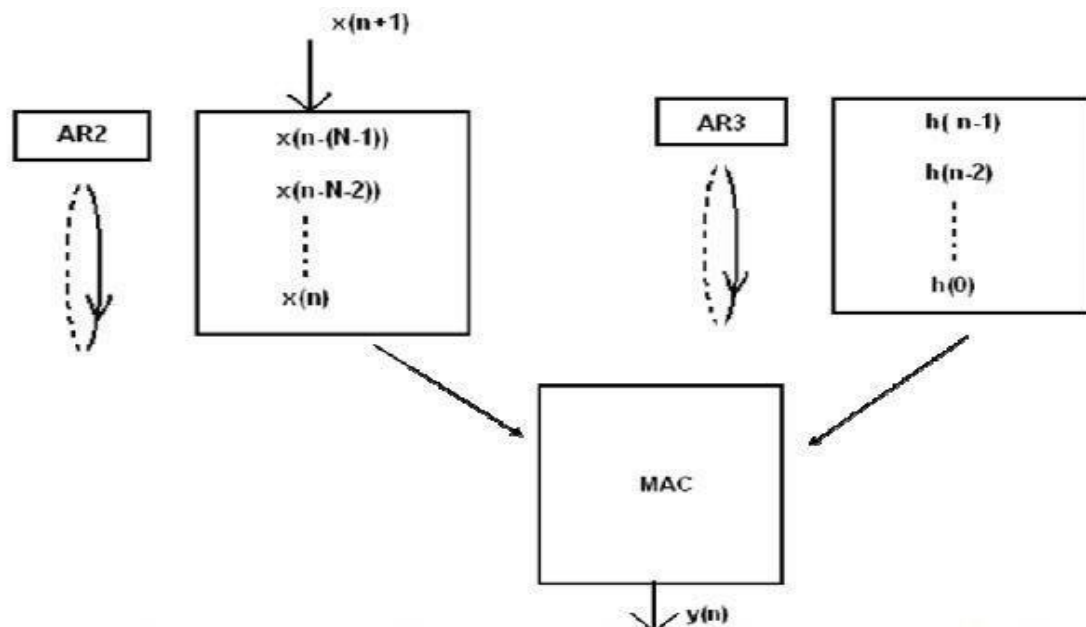 x(n+1)
AR2
x(n-(N-1))
x(n-N-2))
x(n)
AR3
h( n-1)
h(n-2)
h(0)
MAC
y(n)